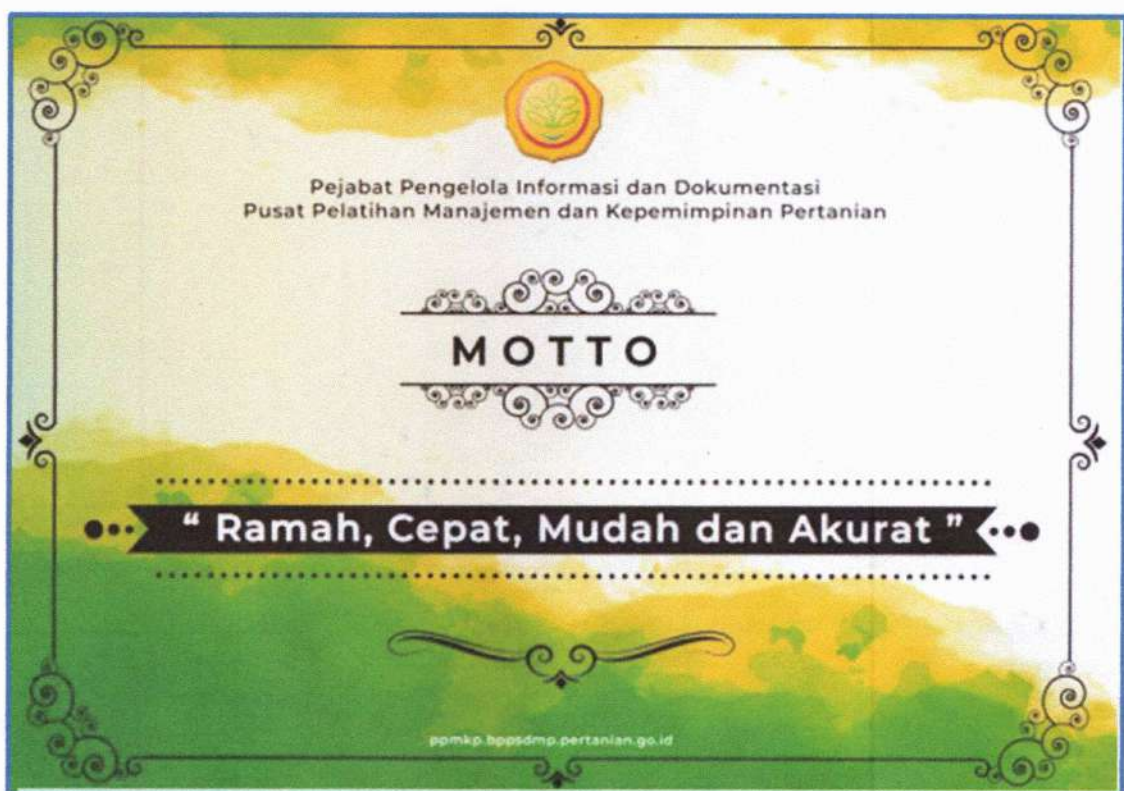 Pejabat Pengelola Informasi dan Dokumentasi
Pusat Pelatihan Manajemen dan Kepemimpinan Pertanian
MOTTO
“ Ramah, Cepat, Mudah dan Akurat ”
ppmkp.bppsdmp.pertanian.go.id